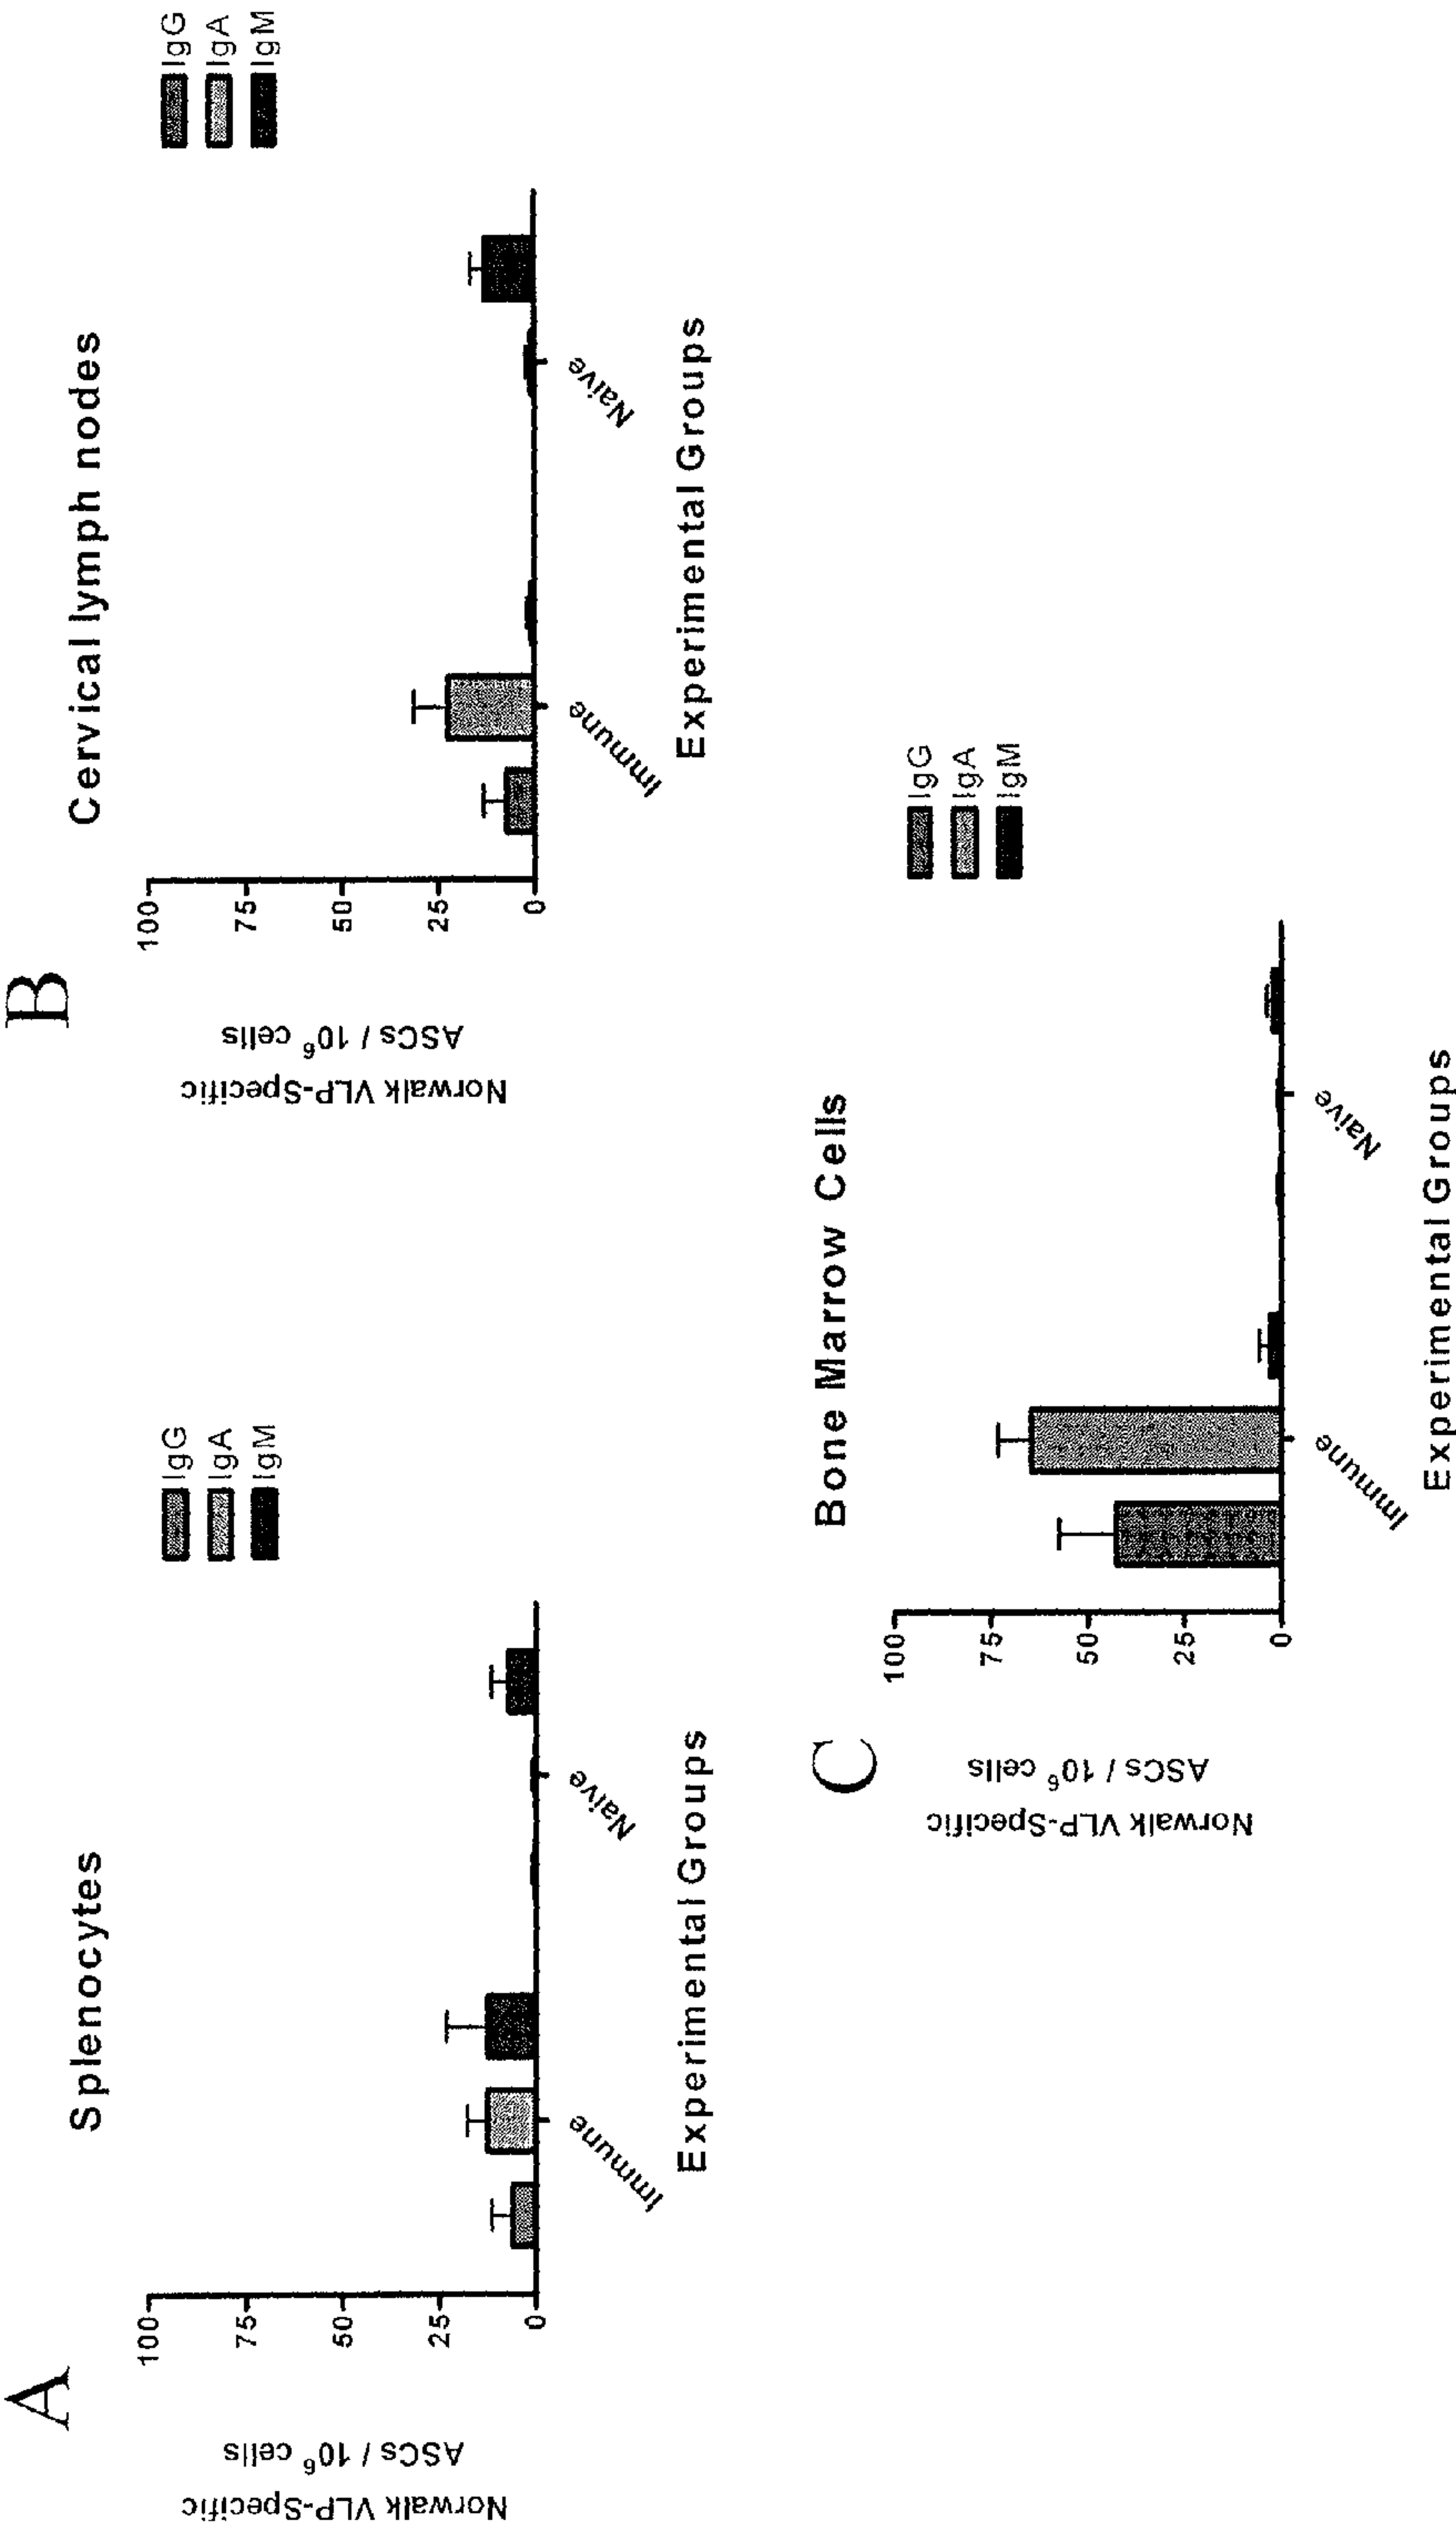 A
Splenocytes
IgG
IgA
IgM
Norwalk VLP-Specific
ASCs / 10⁶ cells
100
75
50
25
0
Immune
Naive
Experimental Groups
B
Cervical lymph nodes
IgG
IgA
IgM
Norwalk VLP-Specific
ASCs / 10⁶ cells
100
75
50
25
0
Immune
Naive
Experimental Groups
C
Bone Marrow Cells
IgG
IgA
IgM
Norwalk VLP-Specific
ASCs / 10⁶ cells
100
75
50
25
0
Immune
Naive
Experimental Groups